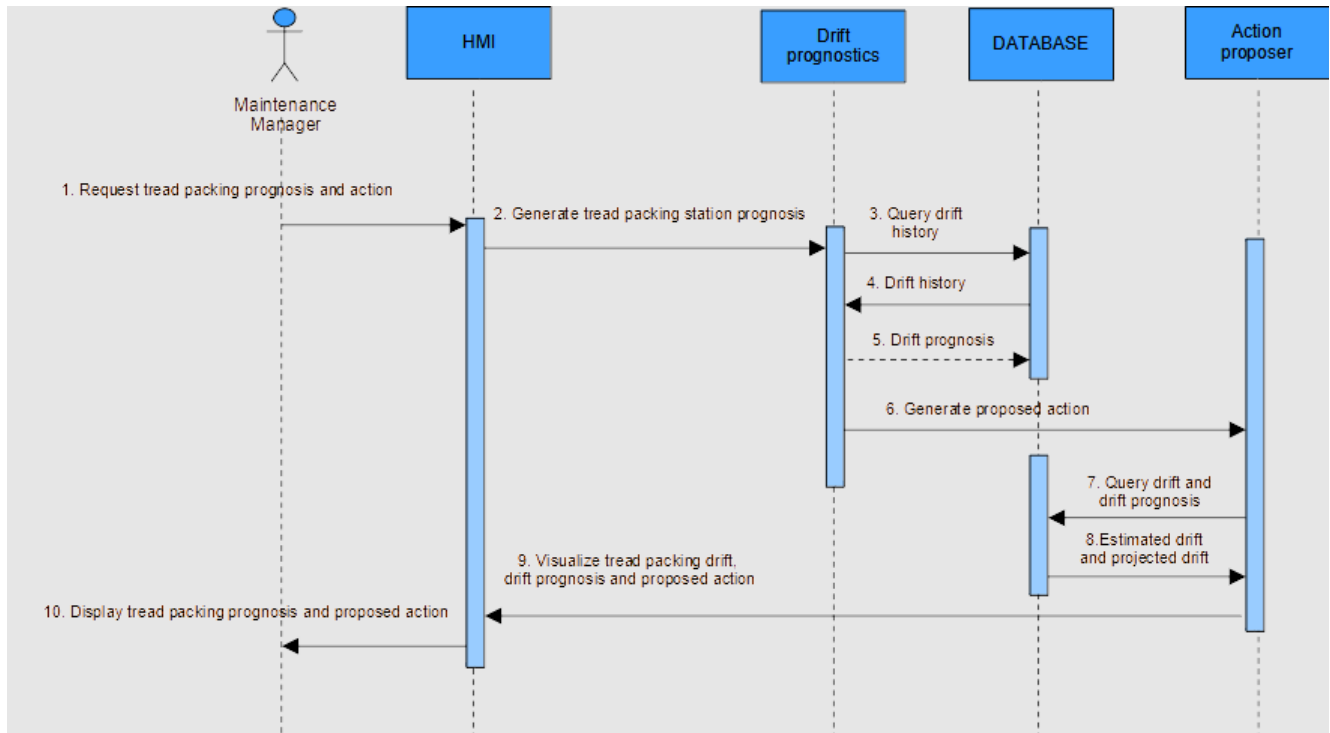 HMI
Drift
prognostics
DATABASE
Action
proposer
Maintenance
Manager
1. Request tread packing prognosis and action
2. Generate tread packing station prognosis
3. Query drift
history
4. Drift history
5. Drift prognosis
6. Generate proposed action
7. Query drift and
drift prognosis
8.Estimated drift
and projected drift
9. Visualize tread packing drift,
drift prognosis and proposed action
10. Display tread packing prognosis and proposed action